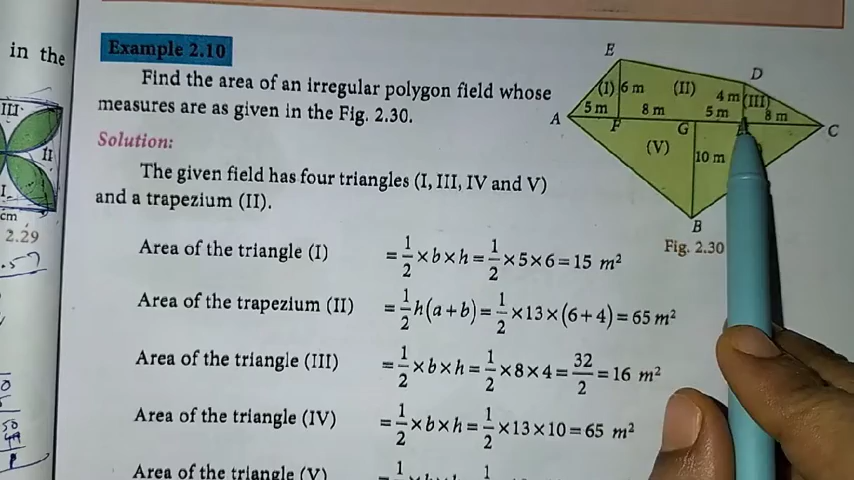 in the
III
II
I
cm
2.29
Example 2.10
Find the area of an irregular polygon field whose
measures are as given in the Fig. 2.30.
Solution:
The given field has four triangles (I, III, IV and V)
and a trapezium (II).
Area of the triangle (I) = 1/2 × b × h = 1/2 × 5 × 6 = 15 m²
Area of the trapezium (II) = 1/2 h(a+b) = 1/2 × 13 × (6+4) = 65 m²
Area of the triangle (III) = 1/2 × b × h = 1/2 × 8 × 4 = 32/2 = 16 m²
Area of the triangle (IV) = 1/2 × b × h = 1/2 × 13 × 10 = 65 m²
Area of the triangle (V)
E
D
(I) 6 m (II) 4 m (III)
A 5 m 8 m 5 m 8 m C
F G
(V) 10 m
B
Fig. 2.30